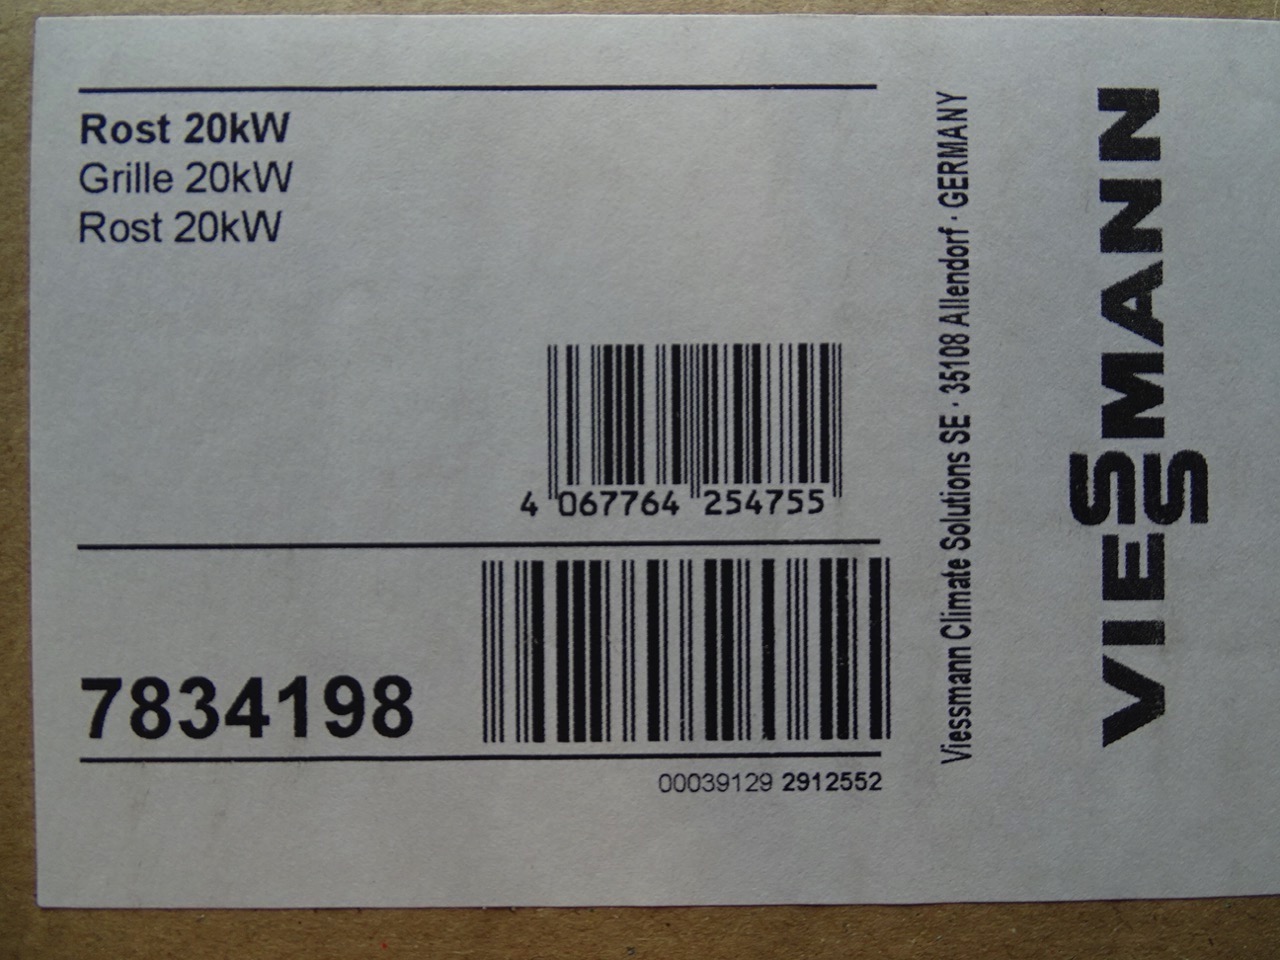 Rost 20kW
Grille 20kW
Rost 20kW
4 067764 254755
7834198
00039129 2912552
Viessmann Climate Solutions SE · 35108 Allendorf · GERMANY
VIESSMANN